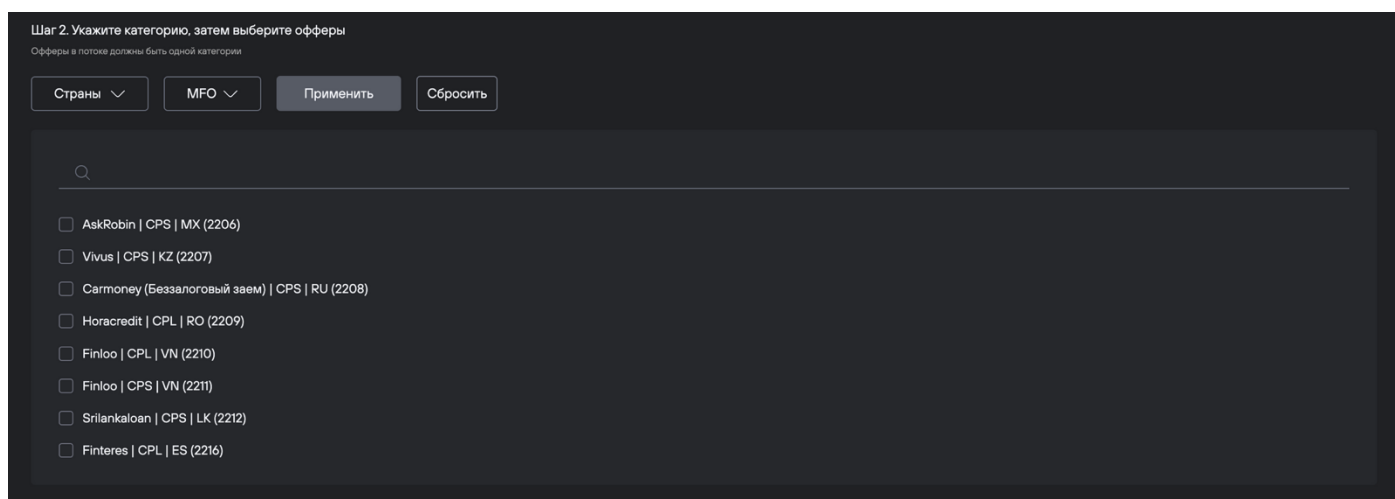 Шаг 2. Укажите категорию, затем выберите офферы
Офферы в потоке должны быть одной категории
Страны MFO Применить Сбросить
AskRobin | CPS | MX (2206)
Vivus | CPS | KZ (2207)
Carmoney (Беззалоговый заем) | CPS | RU (2208)
Horacredit | CPL | RO (2209)
Finloo | CPL | VN (2210)
Finloo | CPS | VN (2211)
Srilankaloan | CPS | LK (2212)
Finteres | CPL | ES (2216)